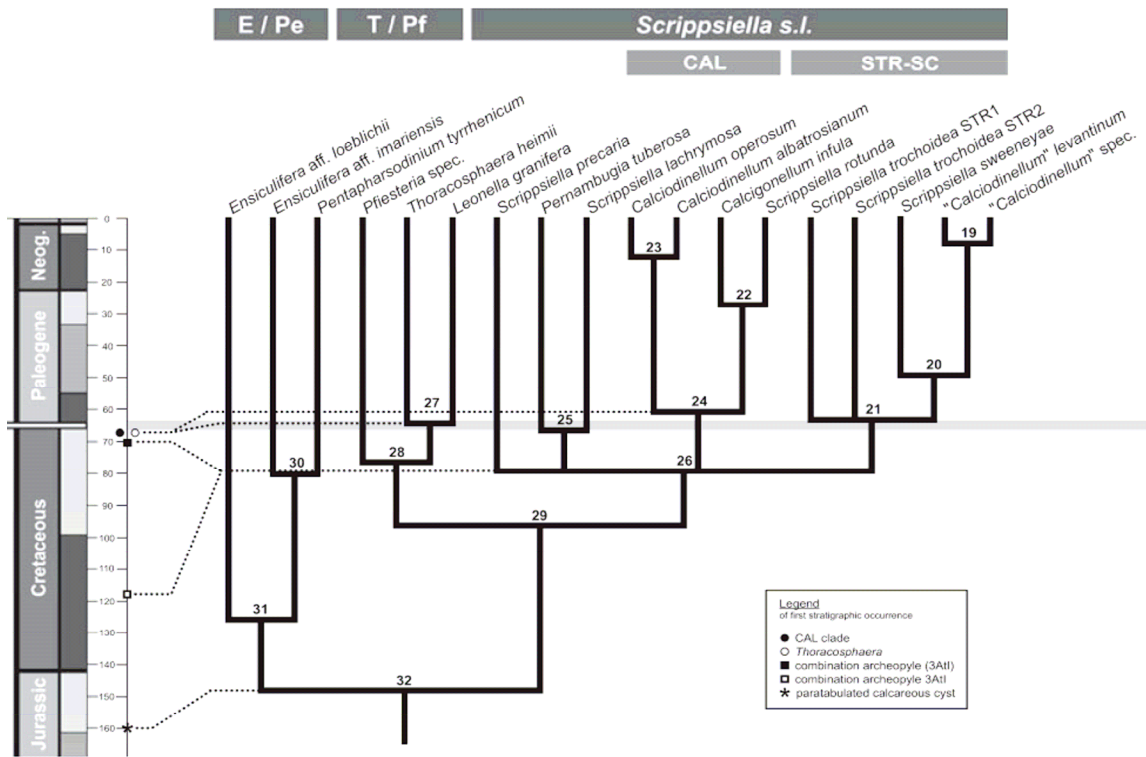 E / Pe
T / Pf
Scrippsiella s.l.
CAL
STR-SC
Ensiculifera aff. loeblichii
Ensiculifera aff. imariensis
Pentapharsodinium tyrrhenicum
Pfiesteria spec.
Thoracosphaera heimii
Leonella granifera
Scrippsiella precaria
Pernambugia tuberosa
Scrippsiella lachrymosa
Calciodinellum operosum
Calciodinellum albatrosianum
Calcigonellum infula
Scrippsiella rotunda
Scrippsiella trochoidea STR1
Scrippsiella trochoidea STR2
Scrippsiella sweeneyae
"Calciodinellum" levantinum
"Calciodinellum" spec.
Neog.
Paleogene
Cretaceous
Jurassic
0
10
20
30
40
50
60
70
80
90
100
110
120
130
140
150
160
19
23
22
20
27
24
21
25
28
30
26
29
31
32
Legend
of first stratigraphic occurrence
CAL clade
Thoracosphaera
combination archeopyle (3AtI)
combination archeopyle 3AtI
paratabulated calcareous cyst